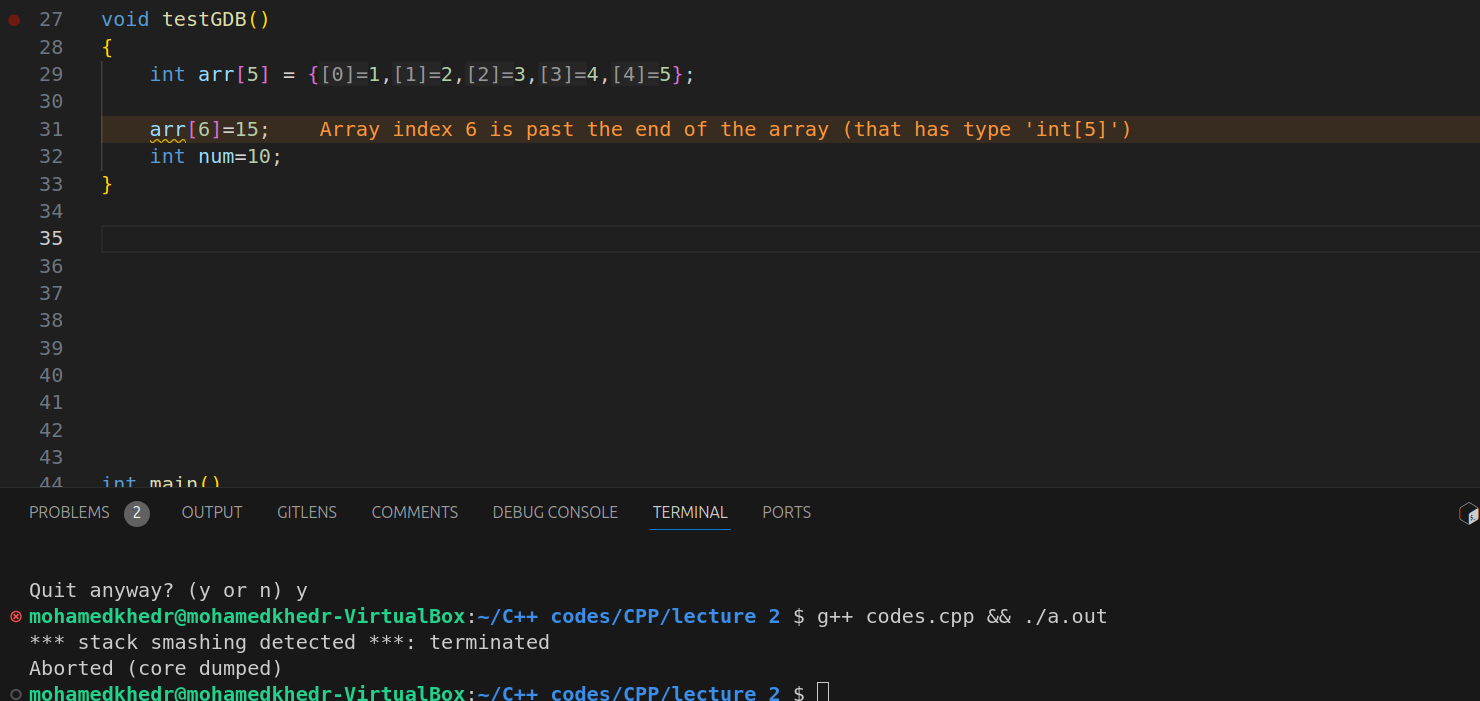 27 void testGDB()
28 {
29 int arr[5] = {[0]=1,[1]=2,[2]=3,[3]=4,[4]=5};
30
31 arr[6]=15; Array index 6 is past the end of the array (that has type 'int[5]')
32 int num=10;
33 }
34
35
36
37
38
39
40
41
42
43
44 int main()
PROBLEMS 2 OUTPUT GITLENS COMMENTS DEBUG CONSOLE TERMINAL PORTS
Quit anyway? (y or n) y
mohamedkhedr@mohamedkhedr-VirtualBox:~/C++ codes/CPP/lecture 2 $ g++ codes.cpp && ./a.out
*** stack smashing detected ***: terminated
Aborted (core dumped)
mohamedkhedr@mohamedkhedr-VirtualBox:~/C++ codes/CPP/lecture 2 $